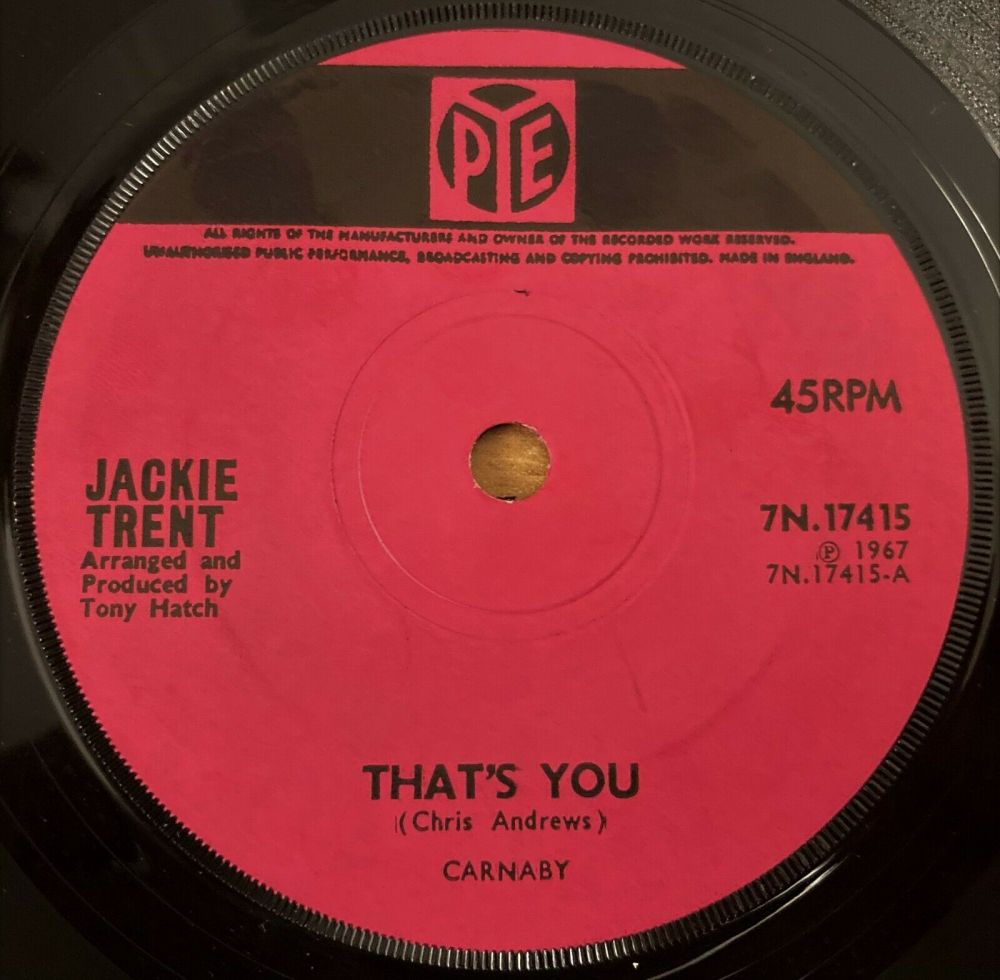 PYE
ALL RIGHTS OF THE MANUFACTURERS AND OWNER OF THE RECORDED WORK RESERVED.
UNAUTHORISED PUBLIC PERFORMANCE, BROADCASTING AND COPYING PROHIBITED. MADE IN ENGLAND.
45RPM
JACKIE
TRENT
Arranged and
Produced by
Tony Hatch
7N.17415
℗ 1967
7N.17415-A
THAT'S YOU
(Chris Andrews)
CARNABY